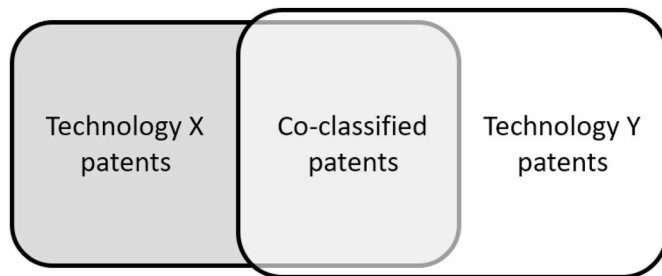 Technology X
patents
Co-classified
patents
Technology Y
patents